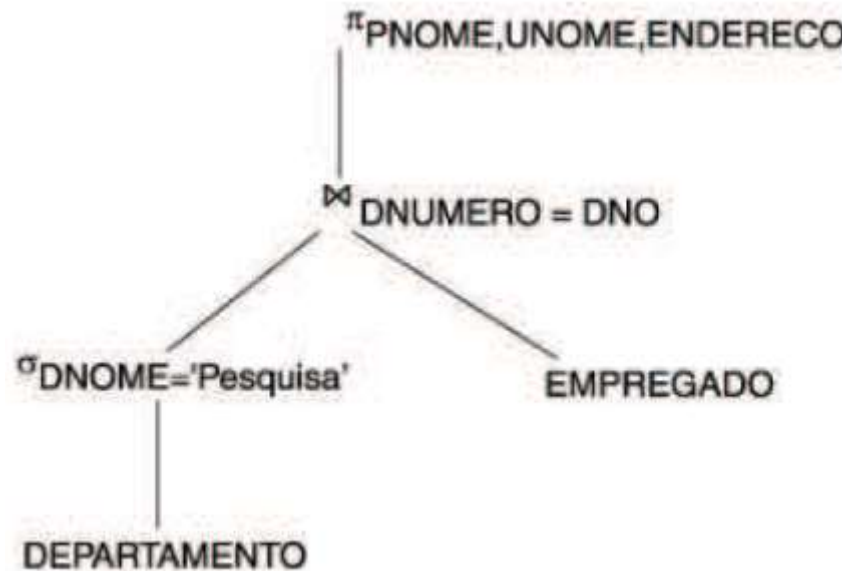 πPNOME,UNOME,ENDERECO
⋈ DNUMERO = DNO
σDNOME='Pesquisa'
EMPREGADO
DEPARTAMENTO